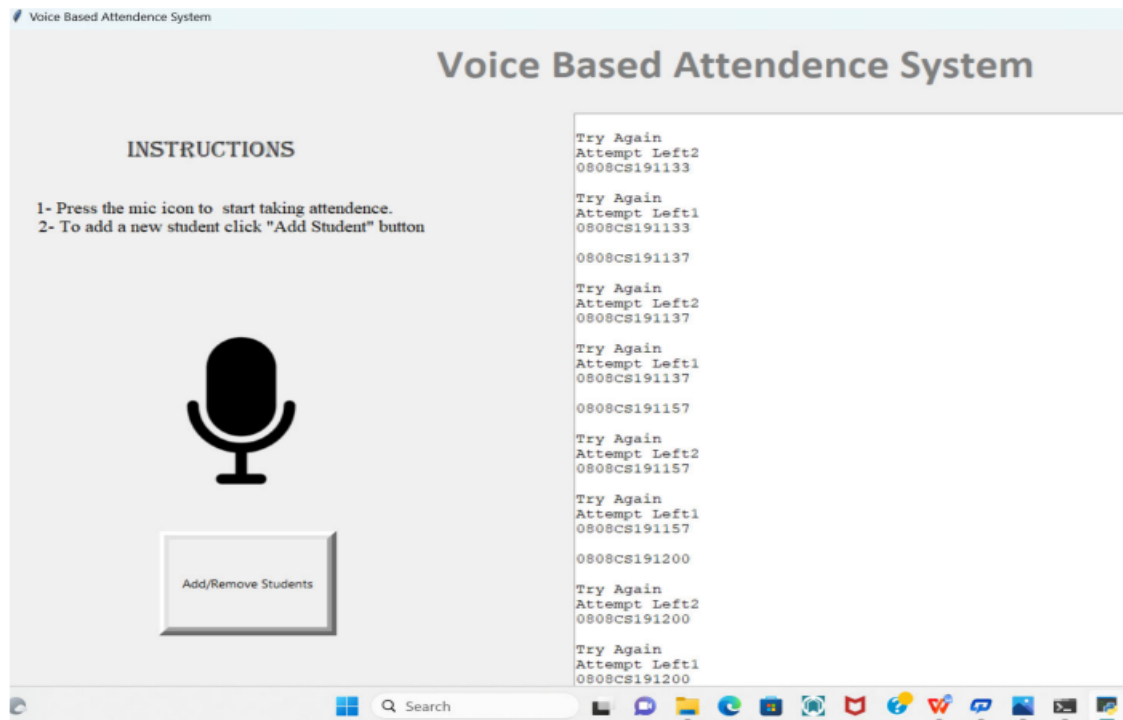 Voice Based Attendence System
Voice Based Attendence System
INSTRUCTIONS
1- Press the mic icon to start taking attendence.
2- To add a new student click "Add Student" button
Add/Remove Students
Try Again
Attempt Left2
0808CS191133
Try Again
Attempt Left1
0808CS191133
0808CS191137
Try Again
Attempt Left2
0808CS191137
Try Again
Attempt Left1
0808CS191137
0808CS191157
Try Again
Attempt Left2
0808CS191157
Try Again
Attempt Left1
0808CS191157
0808CS191200
Try Again
Attempt Left2
0808CS191200
Try Again
Attempt Left1
0808CS191200
Search